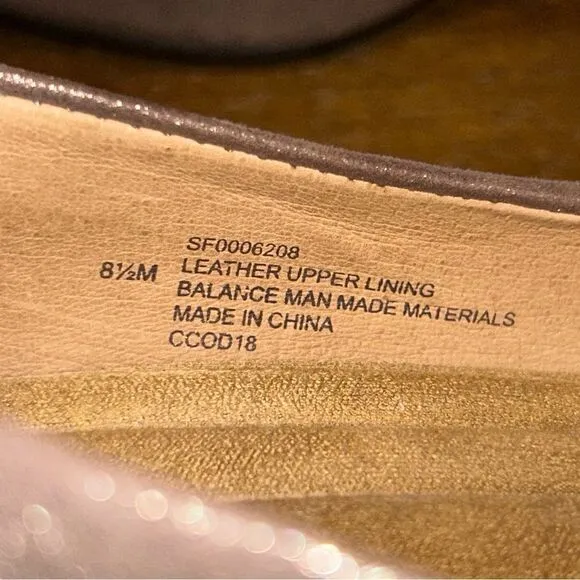 SF0006208
8½M LEATHER UPPER LINING
BALANCE MAN MADE MATERIALS
MADE IN CHINA
CCOD18